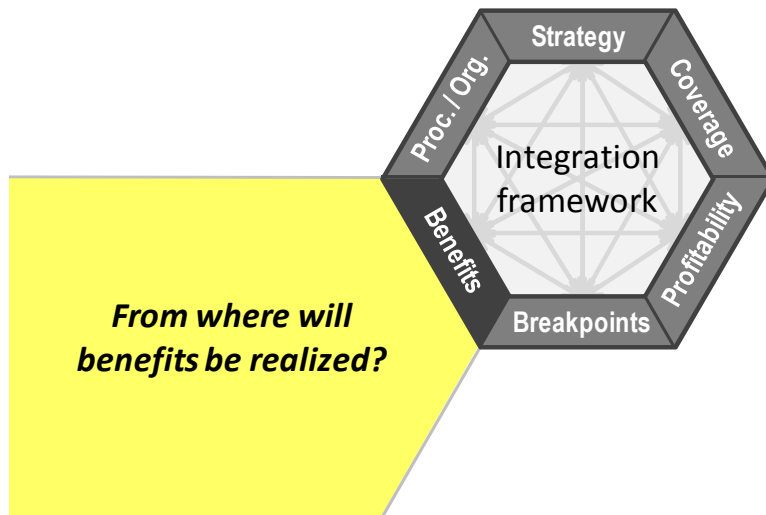 Strategy
Proc. / Org.
Coverage
Integration
framework
Benefits
Profitability
Breakpoints
From where will
benefits be realized?